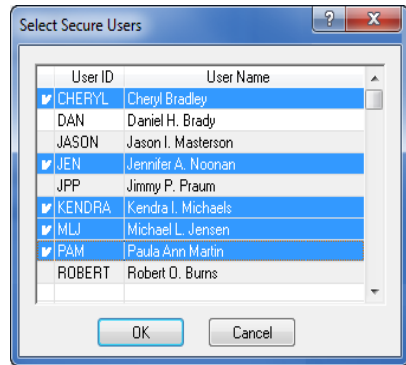 Select Secure Users
User ID User Name
CHERYL Cheryl Bradley
DAN Daniel H. Brady
JASON Jason I. Masterson
JEN Jennifer A. Noonan
JPP Jimmy P. Praum
KENDRA Kendra I. Michaels
MLJ Michael L. Jensen
PAM Paula Ann Martin
ROBERT Robert O. Burns
OK Cancel